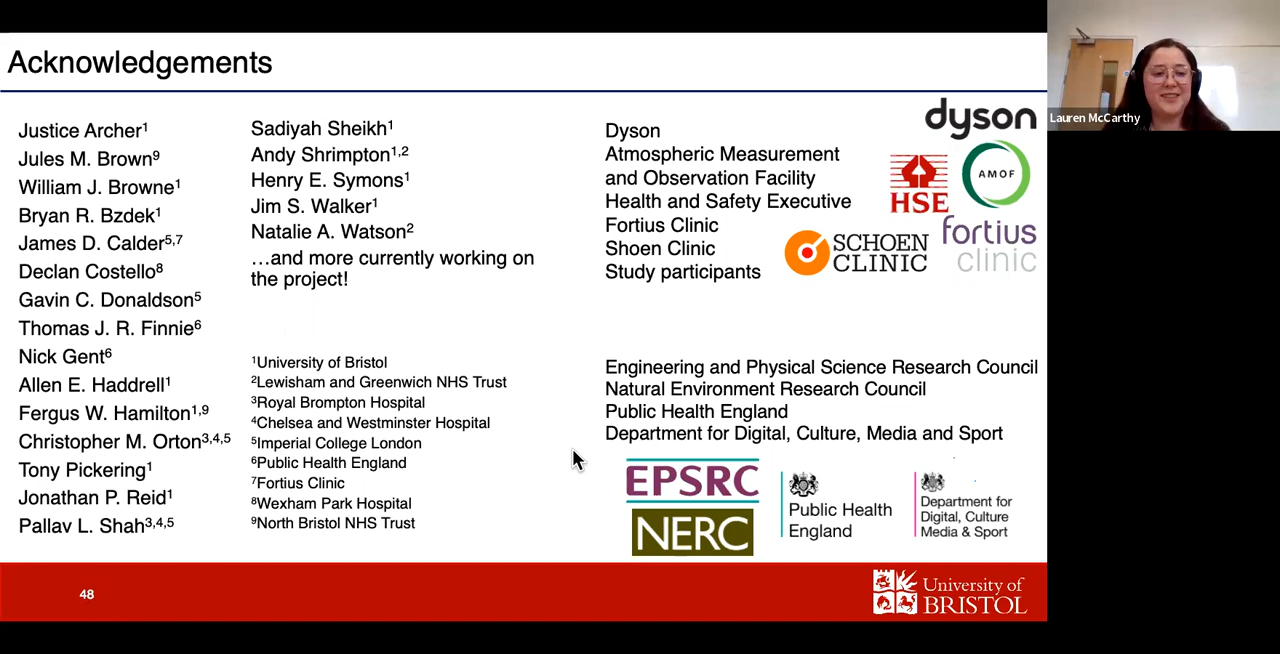 Acknowledgements
Justice Archer¹
Jules M. Brown⁹
William J. Browne¹
Bryan R. Bzdek¹
James D. Calder⁵,⁷
Declan Costello⁸
Gavin C. Donaldson⁵
Thomas J. R. Finnie⁶
Nick Gent⁶
Allen E. Haddrell¹
Fergus W. Hamilton¹,⁹
Christopher M. Orton³,⁴,⁵
Tony Pickering¹
Jonathan P. Reid¹
Pallav L. Shah³,⁴,⁵
Sadiyah Sheikh¹
Andy Shrimpton¹,²
Henry E. Symons¹
Jim S. Walker¹
Natalie A. Watson²
…and more currently working on
the project!
¹University of Bristol
²Lewisham and Greenwich NHS Trust
³Royal Brompton Hospital
⁴Chelsea and Westminster Hospital
⁵Imperial College London
⁶Public Health England
⁷Fortius Clinic
⁸Wexham Park Hospital
⁹North Bristol NHS Trust
Dyson
Atmospheric Measurement
and Observation Facility
Health and Safety Executive
Fortius Clinic
Shoen Clinic
Study participants
dyson
HSE
AMOF
SCHOEN
CLINIC
fortius
clinic
Engineering and Physical Science Research Council
Natural Environment Research Council
Public Health England
Department for Digital, Culture, Media and Sport
EPSRC
NERC
Public Health
England
Department for
Digital, Culture
Media & Sport
48
University of
BRISTOL
Lauren McCarthy